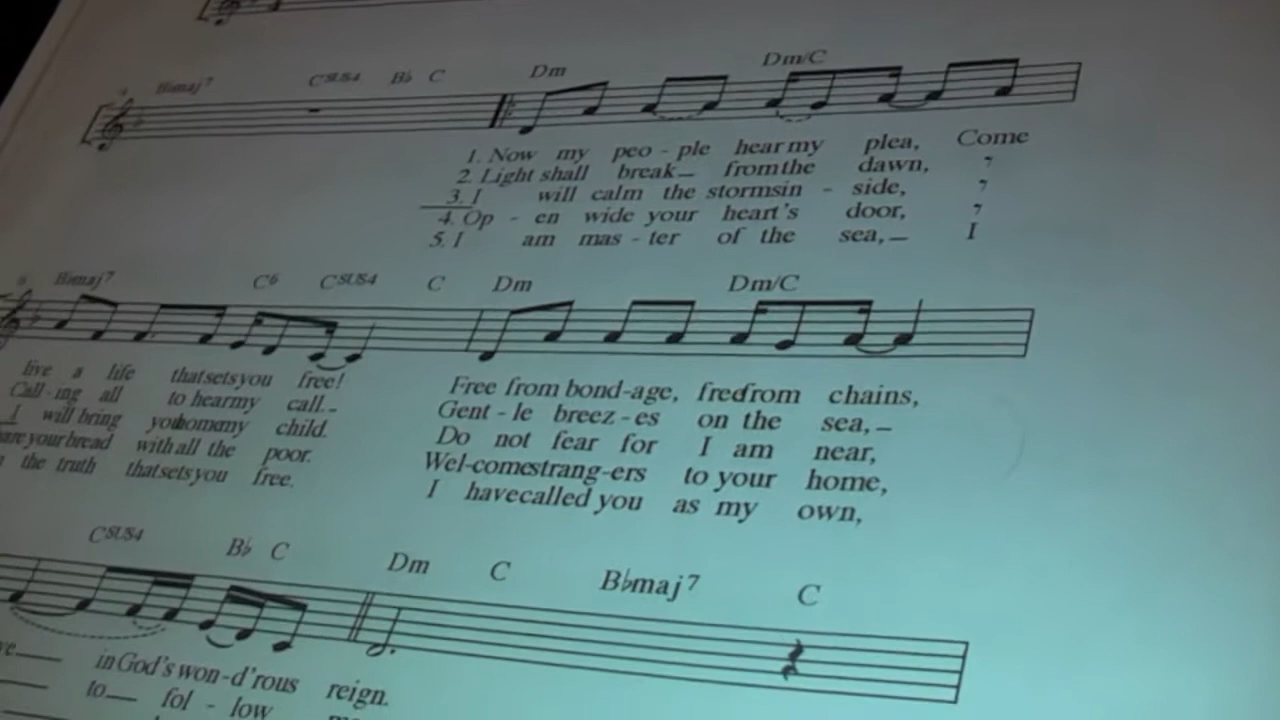 4 B♭maj7 Csus4 B♭ C Dm Dm/C
1. Now my peo - ple hear my plea, Come
2. Light shall break_ from the dawn,
3. I will calm the storms in - side,
4. Op - en wide your heart's door,
5. I am mas - ter of the sea,_ I
B♭maj7 C6 Csus4 C Dm Dm/C
live a life that sets you free! Free from bond-age, free from chains,
Call-ing all to hear my call._ Gent - le breez - es on the sea,_
I will bring you home my child. Do not fear for I am near,
your bread with all the poor. Wel-come strang-ers to your home,
the truth that sets you free. I have called you as my own,
Csus4 B♭ C Dm C B♭maj7 C
in God's won-d'rous reign.
to_ fol - low